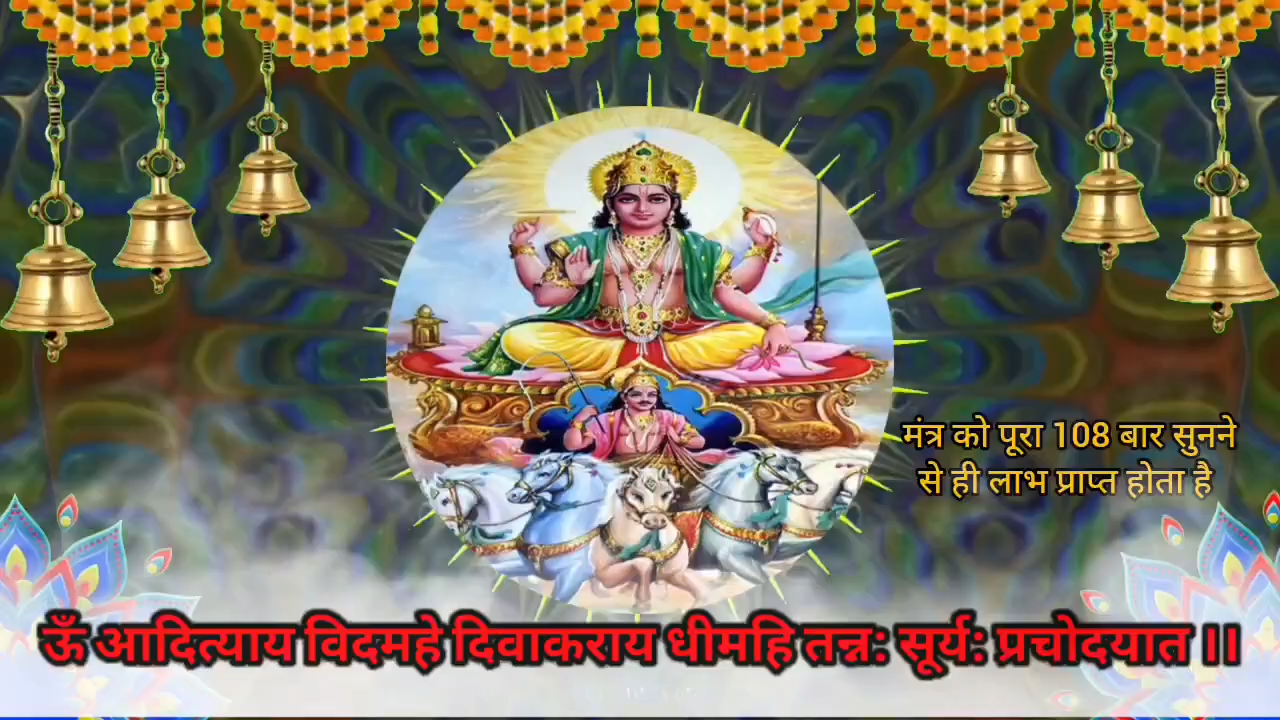 मंत्र को पूरा 108 बार सुनने
से ही लाभ प्राप्त होता है
ऊँ आदित्याय विदमहे दिवाकराय धीमहि तन्न: सूर्य: प्रचोदयात ।।